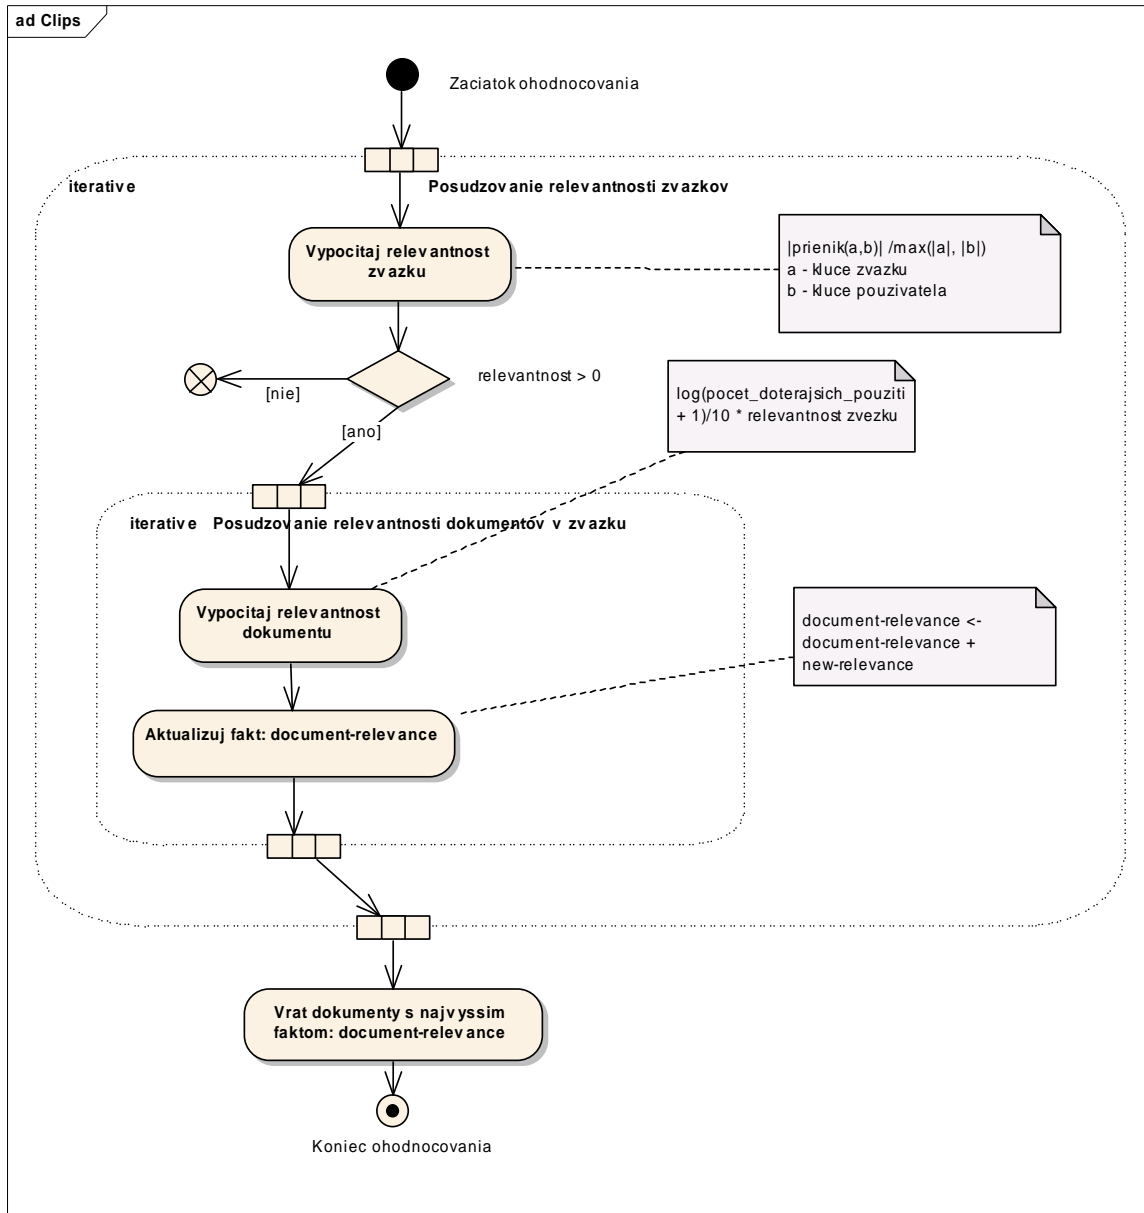 ad Clips
Zaciatok ohodnocovania
iterative
Posudzovanie relevantnosti zvazkov
Vypocitaj relevantnost
zvazku
|prienik(a,b)| /max(|a|, |b|)
a - kluce zvazku
b - kluce pouzivatela
relevantnost > 0
[nie]
[ano]
log(pocet_doterajsich_pouziti
+ 1)/10 * relevantnost zvezku
iterative
Posudzovanie relevantnosti dokumentov v zvazku
Vypocitaj relevantnost
dokumentu
document-relevance <-
document-relevance +
new-relevance
Aktualizuj fakt: document-relevance
Vrat dokumenty s najvyssim
faktom: document-relevance
Koniec ohodnocovania